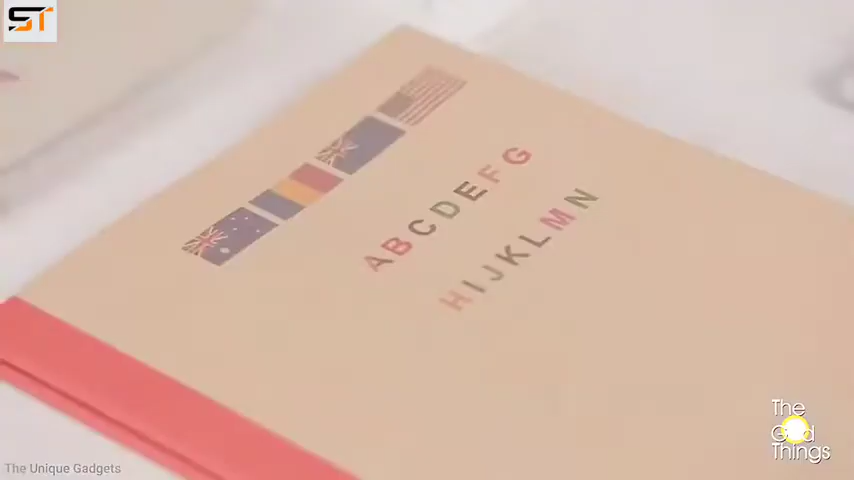 ST
ABCDEFG
HIJKLMN
The
Good
Things
The Unique Gadgets